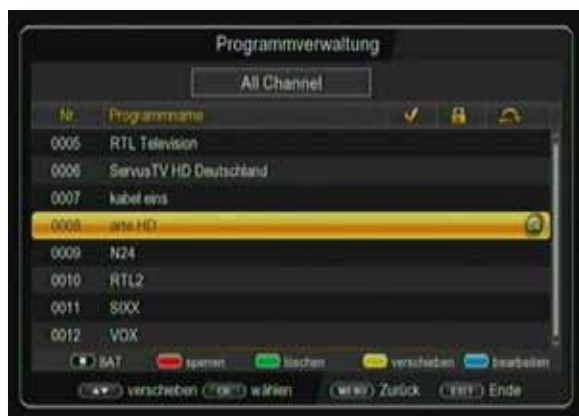 Programmverwaltung
All Channel
Nr. Programmname
0005 RTL Television
0006 ServusTV HD Deutschland
0007 kabel eins
0008 arte HD
0009 N24
0010 RTL2
0011 SIXX
0012 VOX
SAT sperren löschen verschieben bearbeiten
verschieben OK wählen MENU Zurück EXIT Ende